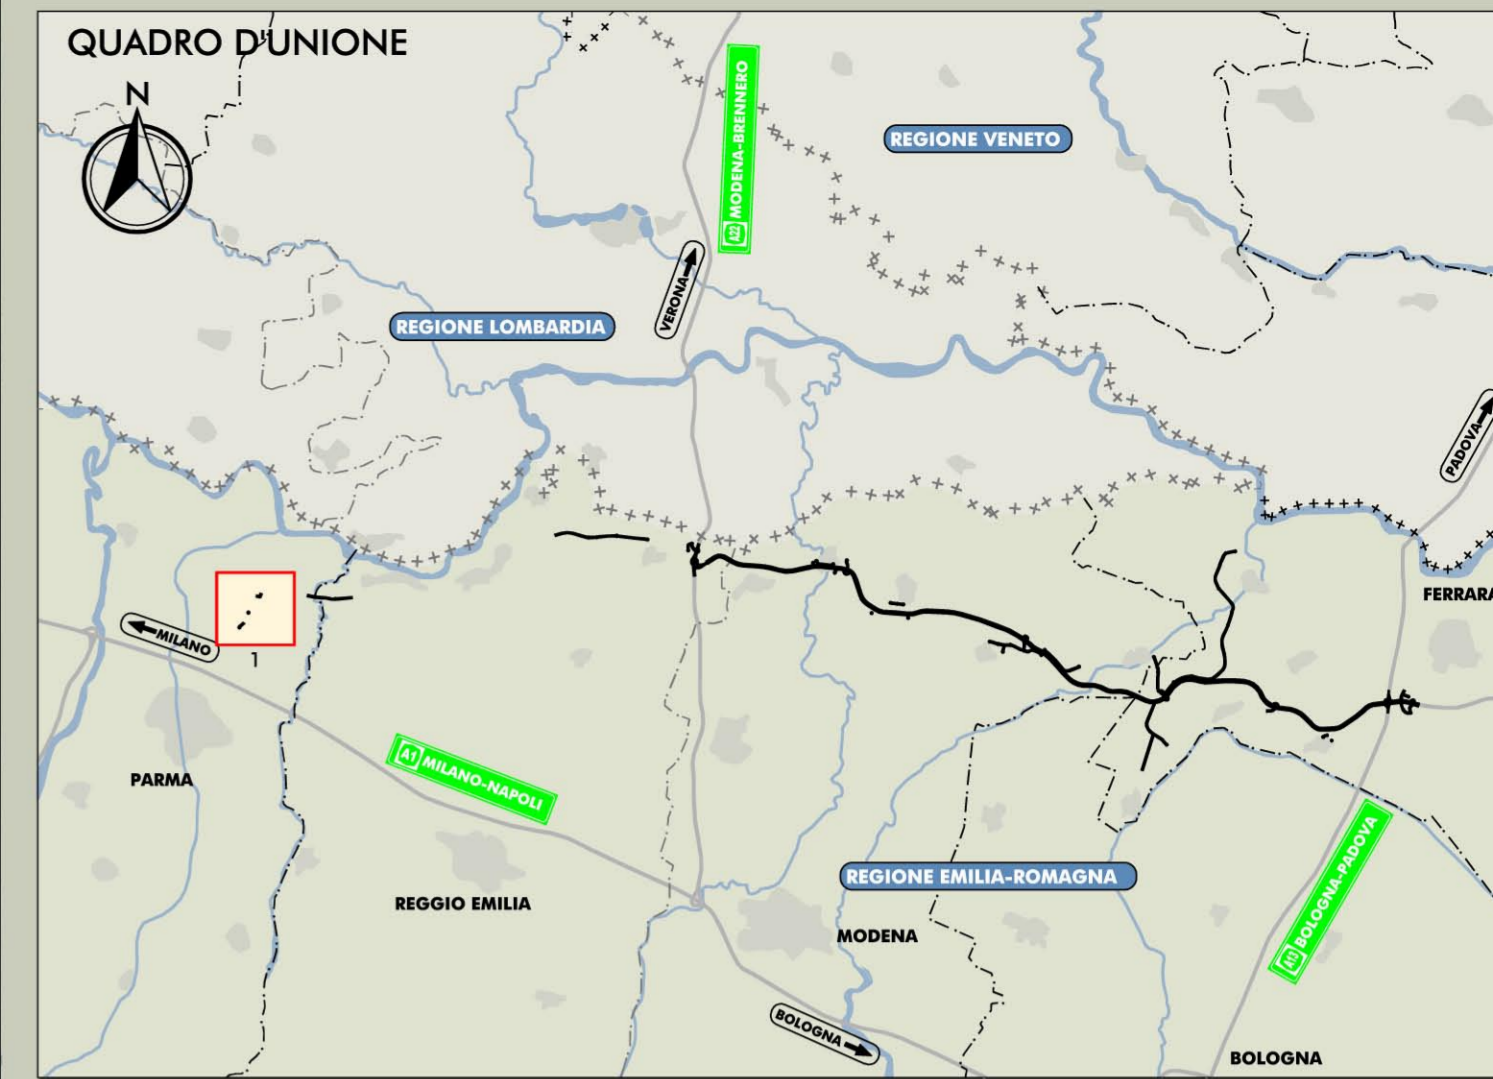 QUADRO D'UNIONE
N
A22 MODENA-BRENNERO
REGIONE VENETO
VERONA
REGIONE LOMBARDIA
PADOVA
FERRARA
MILANO
1
PARMA
A1 MILANO-NAPOLI
REGIONE EMILIA-ROMAGNA
A13 BOLOGNA-PADOVA
REGGIO EMILIA
MODENA
BOLOGNA
BOLOGNA